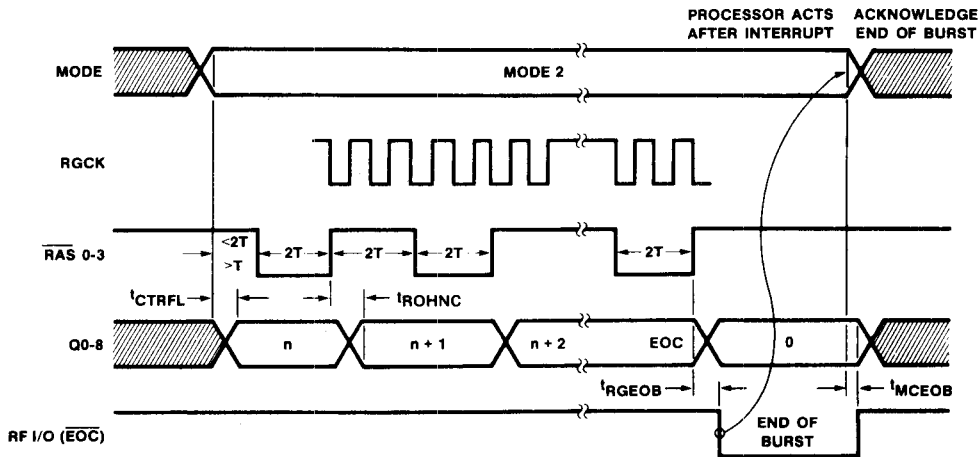 PROCESSOR ACTS
AFTER INTERRUPT
ACKNOWLEDGE
END OF BURST
MODE
MODE 2
RGCK
RAS 0-3
<2T
>T
2T
2T
2T
2T
tCTRFL
tROHNC
Q0-8
n
n + 1
n + 2
EOC
0
tRGEOB
tMCEOB
RF I/O (EOC)
END OF
BURST